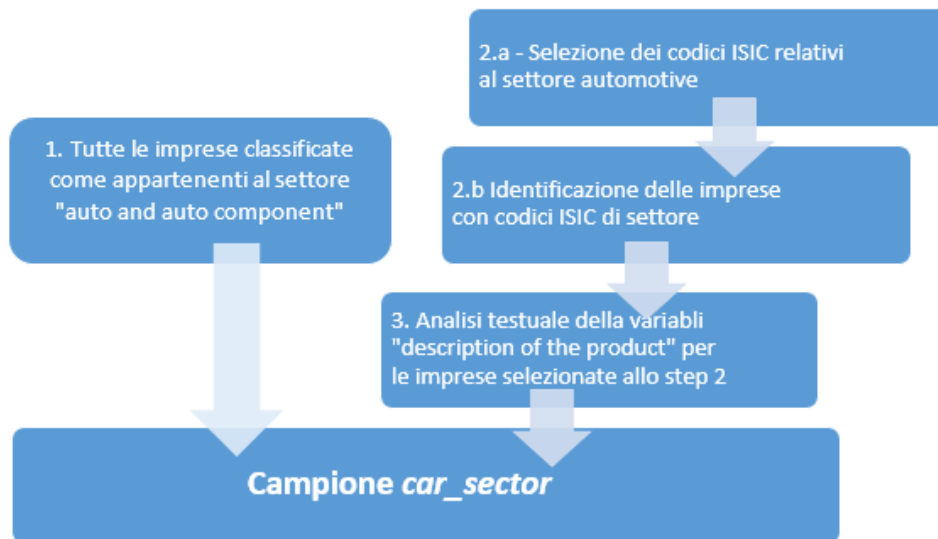 2.a - Selezione dei codici ISIC relativi
al settore automotive
1. Tutte le imprese classificate
come appartenenti al settore
"auto and auto component"
2.b Identificazione delle imprese
con codici ISIC di settore
3. Analisi testuale della variabli
"description of the product" per
le imprese selezionate allo step 2
Campione car_sector